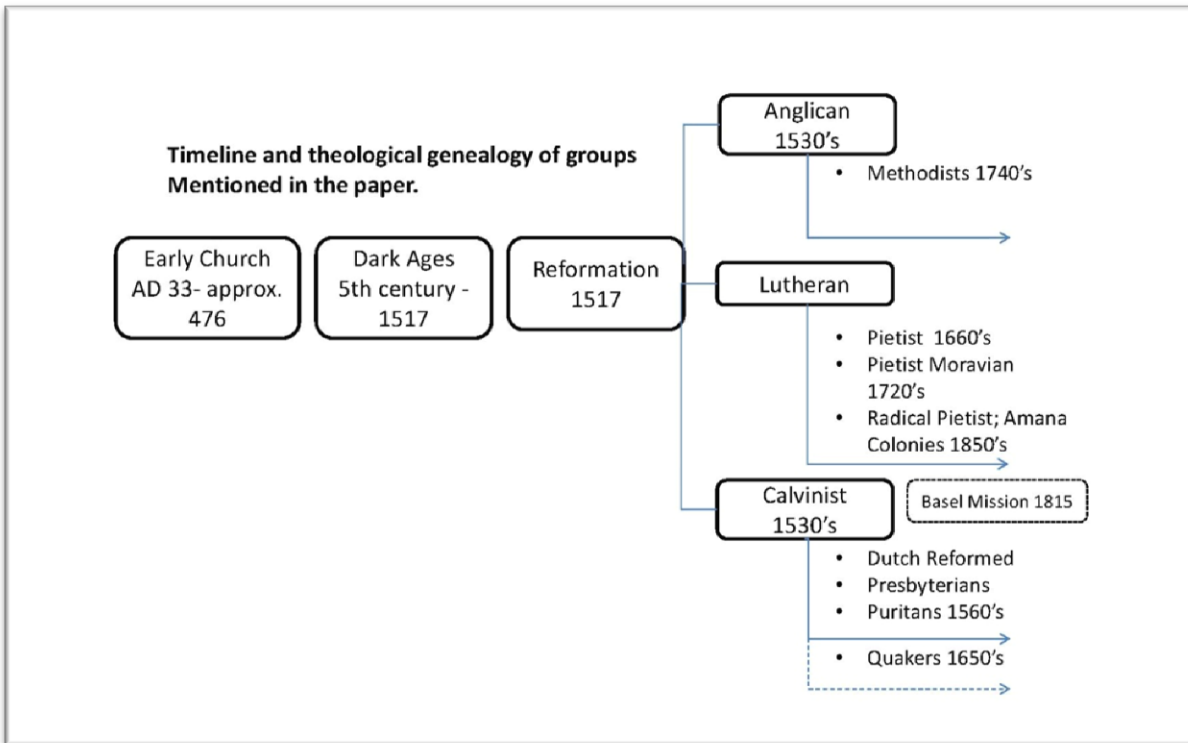 Timeline and theological genealogy of groups
Mentioned in the paper.
Early Church
AD 33- approx.
476
Dark Ages
5th century -
1517
Reformation
1517
Anglican
1530's
• Methodists 1740's
Lutheran
• Pietist 1660's
• Pietist Moravian
1720's
• Radical Pietist; Amana
Colonies 1850's
Calvinist
1530's
Basel Mission 1815
• Dutch Reformed
• Presbyterians
• Puritans 1560's
• Quakers 1650's